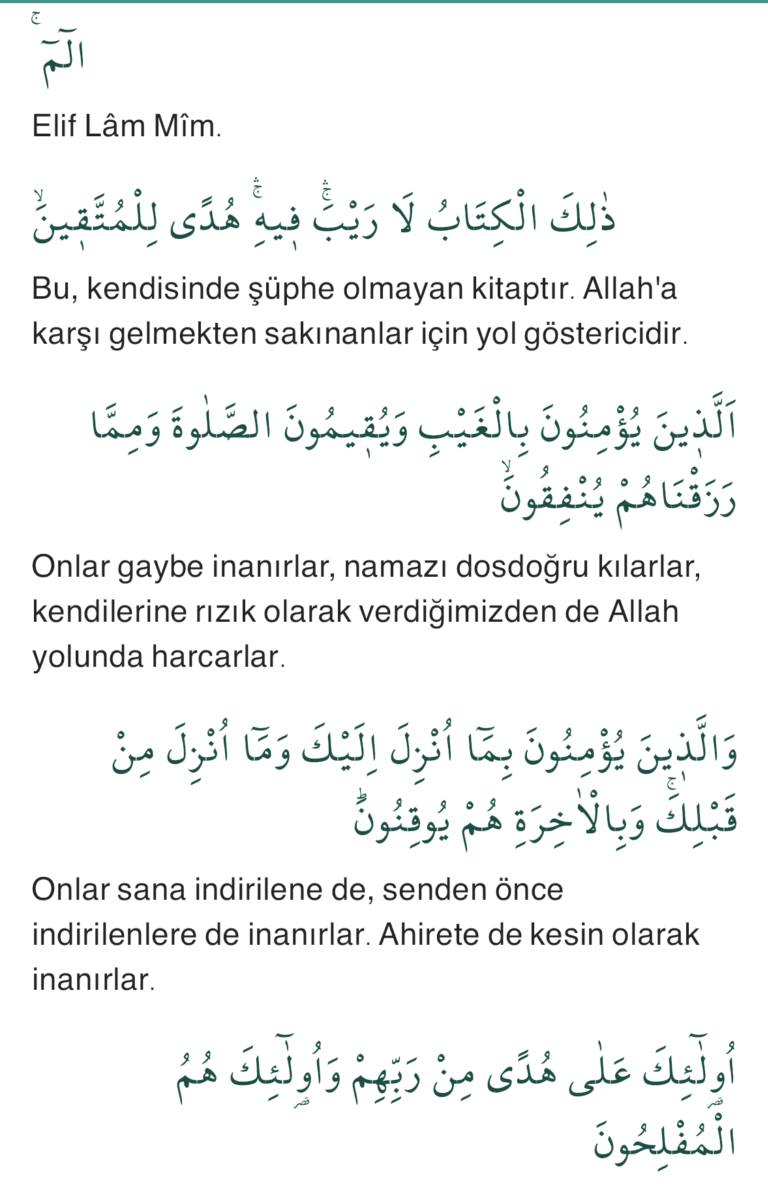 الٓمٓ ۚ
Elif Lâm Mîm.
ذٰلِكَ الْكِتَابُ لَا رَيْبَۚۛ ف۪يهِۚۛ هُدًى لِلْمُتَّق۪ينَۙ
Bu, kendisinde şüphe olmayan kitaptır. Allah'a
karşı gelmekten sakınanlar için yol göstericidir.
اَلَّذ۪ينَ يُؤْمِنُونَ بِالْغَيْبِ وَيُق۪يمُونَ الصَّلٰوةَ وَمِمَّا
رَزَقْنَاهُمْ يُنْفِقُونَۙ
Onlar gaybe inanırlar, namazı dosdoğru kılarlar,
kendilerine rızık olarak verdiğimizden de Allah
yolunda harcarlar.
وَالَّذ۪ينَ يُؤْمِنُونَ بِمَٓا اُنْزِلَ اِلَيْكَ وَمَٓا اُنْزِلَ مِنْ
قَبْلِكَۚ وَبِالْاٰخِرَةِ هُمْ يُوقِنُونَۜ
Onlar sana indirilene de, senden önce
indirilenlere de inanırlar. Ahirete de kesin olarak
inanırlar.
اُو۬لٰٓئِكَ عَلٰى هُدًى مِنْ رَبِّهِمْ وَاُو۬لٰٓئِكَ هُمُ
الْمُفْلِحُونَ